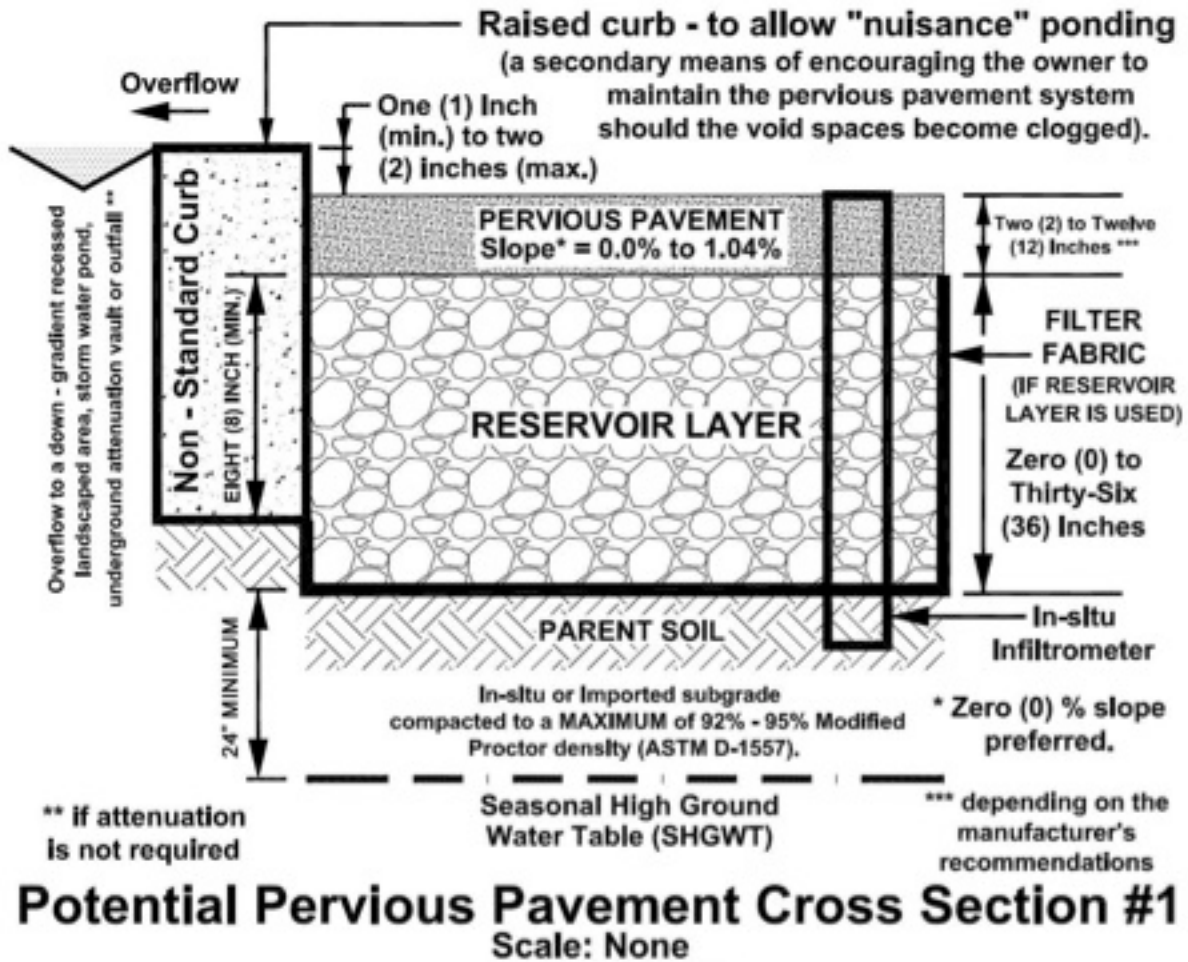 Raised curb - to allow "nuisance" ponding
(a secondary means of encouraging the owner to
maintain the pervious pavement system
should the void spaces become clogged).
Overflow
One (1) Inch
(min.) to two
(2) inches (max.)
Non - Standard Curb
EIGHT (8) INCH (MIN.)
Overflow to a down - gradient recessed
landscaped area, storm water pond,
underground attenuation vault or outfall **
PERVIOUS PAVEMENT
Slope* = 0.0% to 1.04%
Two (2) to Twelve
(12) Inches ***
RESERVOIR LAYER
FILTER
FABRIC
(IF RESERVOIR
LAYER IS USED)
Zero (0) to
Thirty-Six
(36) Inches
PARENT SOIL
In-situ
Infiltrometer
24" MINIMUM
In-situ or Imported subgrade
compacted to a MAXIMUM of 92% - 95% Modified
Proctor density (ASTM D-1557).
* Zero (0) % slope
preferred.
Seasonal High Ground
Water Table (SHGWT)
** if attenuation
is not required
*** depending on the
manufacturer's
recommendations
Potential Pervious Pavement Cross Section #1
Scale: None